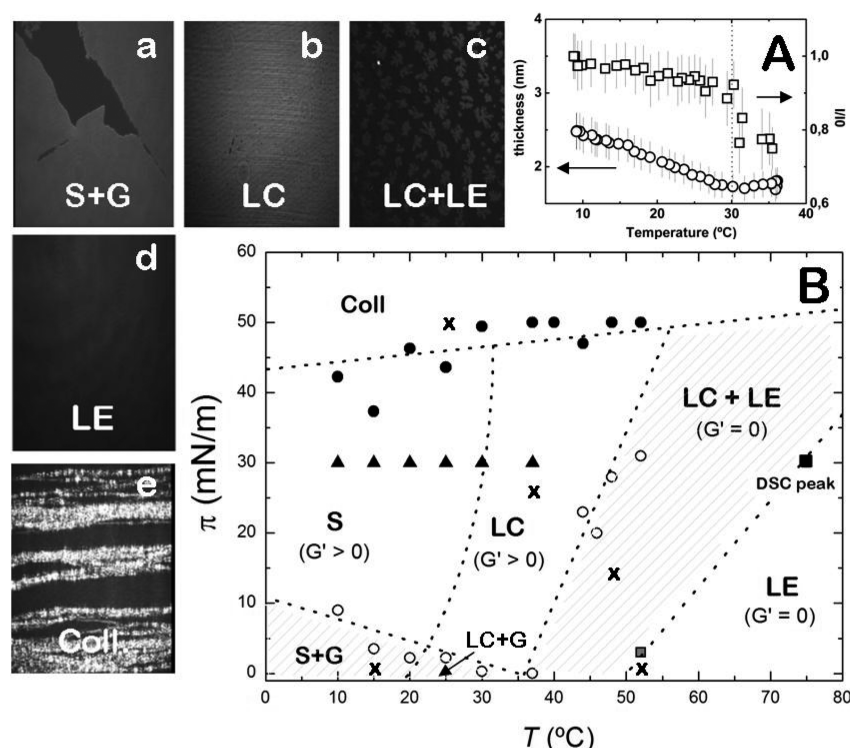 a
S+G
b
LC
c
LC+LE
d
LE
e
Coll.
A
4
3
2
thickness (nm)
1,0
0,8
0,6
I/I0
10
20
30
40
Temperature (ºC)
B
60
50
40
30
20
10
0
π (mN/m)
Coll
X
LC + LE
(G' = 0)
DSC peak
X
S
(G' > 0)
LC
(G' > 0)
X
LE
(G' = 0)
LC+G
S+G
X
X
0
10
20
30
40
50
60
70
80
T (ºC)